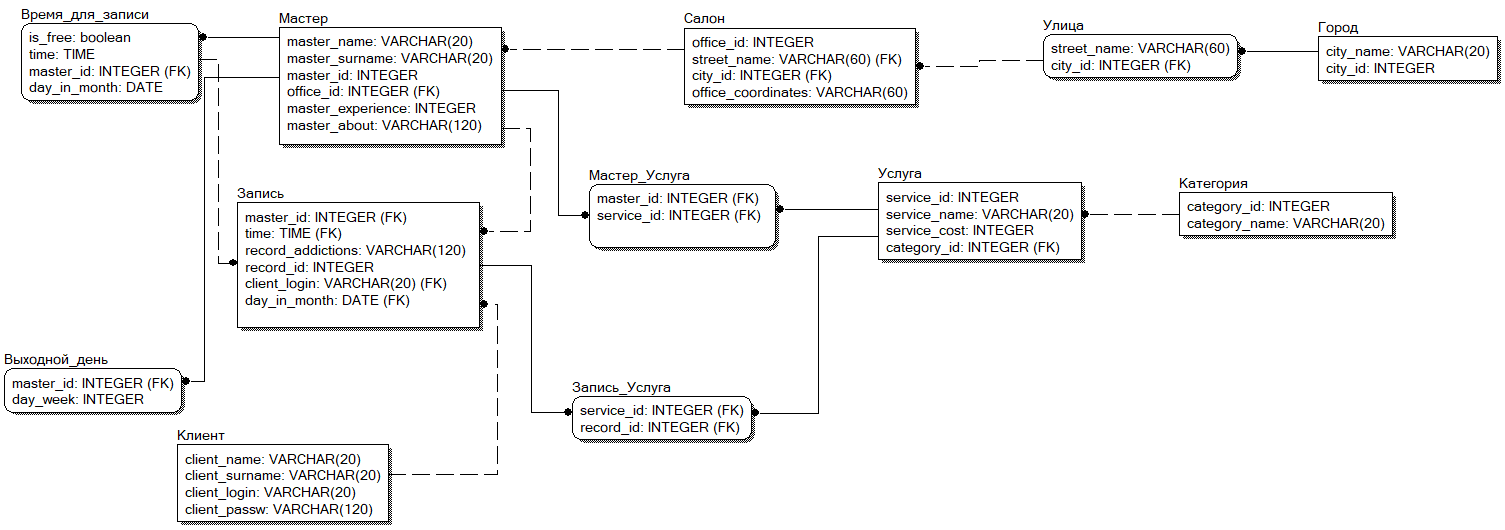 Время_для_записи
is_free: boolean
time: TIME
master_id: INTEGER (FK)
day_in_month: DATE
Мастер
master_name: VARCHAR(20)
master_surname: VARCHAR(20)
master_id: INTEGER
office_id: INTEGER (FK)
master_experience: INTEGER
master_about: VARCHAR(120)
Салон
office_id: INTEGER
street_name: VARCHAR(60) (FK)
city_id: INTEGER (FK)
office_coordinates: VARCHAR(60)
Улица
street_name: VARCHAR(60)
city_id: INTEGER (FK)
Город
city_name: VARCHAR(20)
city_id: INTEGER
Запись
master_id: INTEGER (FK)
time: TIME (FK)
record_addictions: VARCHAR(120)
record_id: INTEGER
client_login: VARCHAR(20) (FK)
day_in_month: DATE (FK)
Мастер_Услуга
master_id: INTEGER (FK)
service_id: INTEGER (FK)
Услуга
service_id: INTEGER
service_name: VARCHAR(20)
service_cost: INTEGER
category_id: INTEGER (FK)
Категория
category_id: INTEGER
category_name: VARCHAR(20)
Выходной_день
master_id: INTEGER (FK)
day_week: INTEGER
Запись_Услуга
service_id: INTEGER (FK)
record_id: INTEGER (FK)
Клиент
client_name: VARCHAR(20)
client_surname: VARCHAR(20)
client_login: VARCHAR(20)
client_passw: VARCHAR(120)